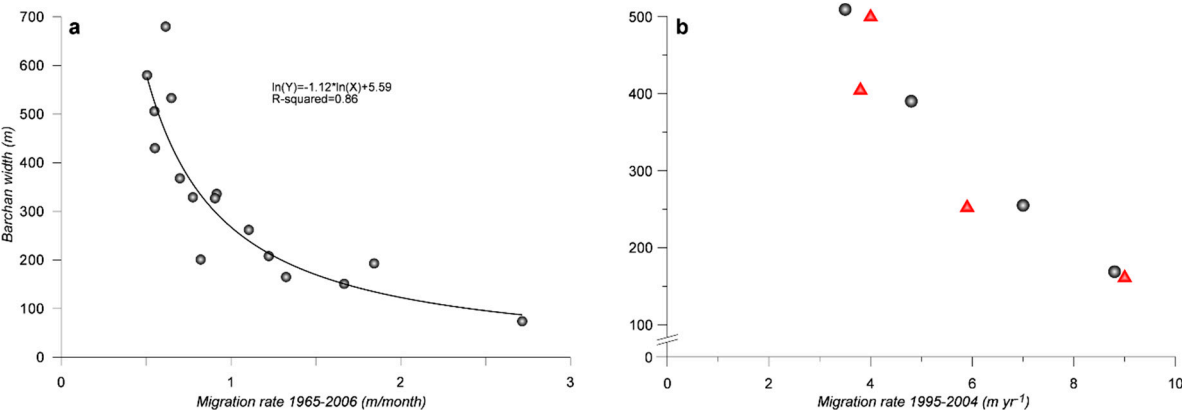 a
700
600
500
400
300
200
100
0
Barchan width (m)
ln(Y)=-1.12*ln(X)+5.59
R-squared=0.86
0 1 2 3
Migration rate 1965-2006 (m/month)
b
500
400
300
200
100
0
0 2 4 6 8 10
Migration rate 1995-2004 (m yr⁻¹)